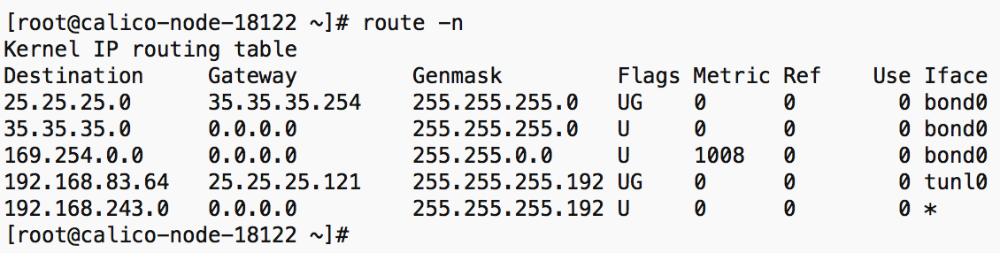 [root@calico-node-18122 ~]# route -n
Kernel IP routing table
Destination     Gateway         Genmask         Flags Metric Ref    Use Iface
25.25.25.0      35.35.35.254    255.255.255.0   UG    0      0        0 bond0
35.35.35.0      0.0.0.0         255.255.255.0   U     0      0        0 bond0
169.254.0.0     0.0.0.0         255.255.0.0     U     1008   0        0 bond0
192.168.83.64   25.25.25.121    255.255.255.192 UG    0      0        0 tunl0
192.168.243.0   0.0.0.0         255.255.255.192 U     0      0        0 *
[root@calico-node-18122 ~]#